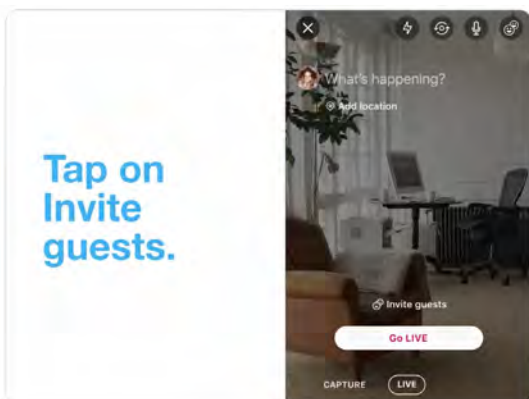 Tap on
Invite
guests.
What's happening?
Add location
Invite guests
Go LIVE
CAPTURE
LIVE